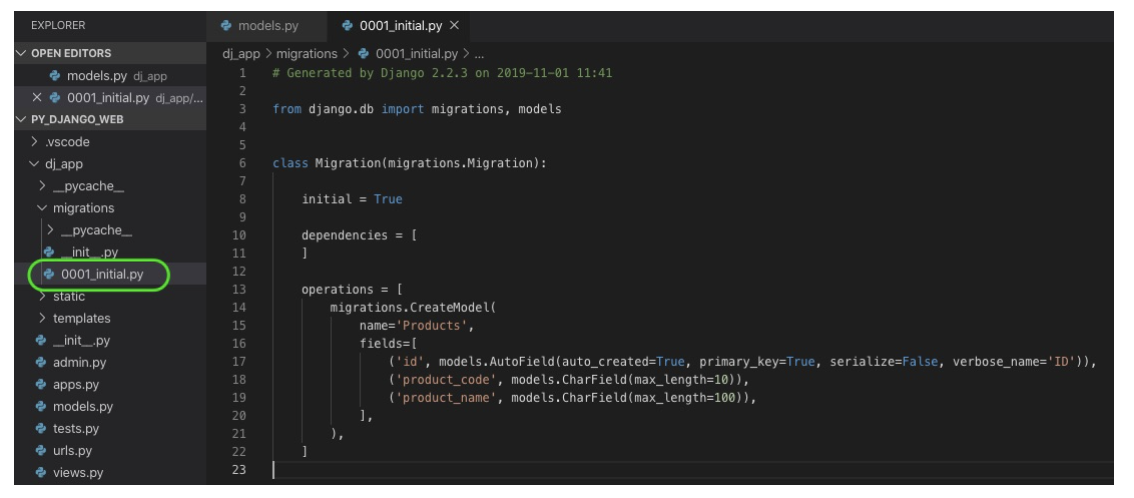 EXPLORER
OPEN EDITORS
models.py dj_app
0001_initial.py dj_app/...
PY_DJANGO_WEB
.vscode
dj_app
__pycache__
migrations
__pycache__
__init__.py
0001_initial.py
static
templates
__init__.py
admin.py
apps.py
models.py
tests.py
urls.py
views.py
models.py 0001_initial.py
dj_app > migrations > 0001_initial.py > ...
1 # Generated by Django 2.2.3 on 2019-11-01 11:41
2
3 from django.db import migrations, models
4
5
6 class Migration(migrations.Migration):
7
8 initial = True
9
10 dependencies = [
11 ]
12
13 operations = [
14 migrations.CreateModel(
15 name='Products',
16 fields=[
17 ('id', models.AutoField(auto_created=True, primary_key=True, serialize=False, verbose_name='ID')),
18 ('product_code', models.CharField(max_length=10)),
19 ('product_name', models.CharField(max_length=100)),
20 ],
21 ),
22 ]
23